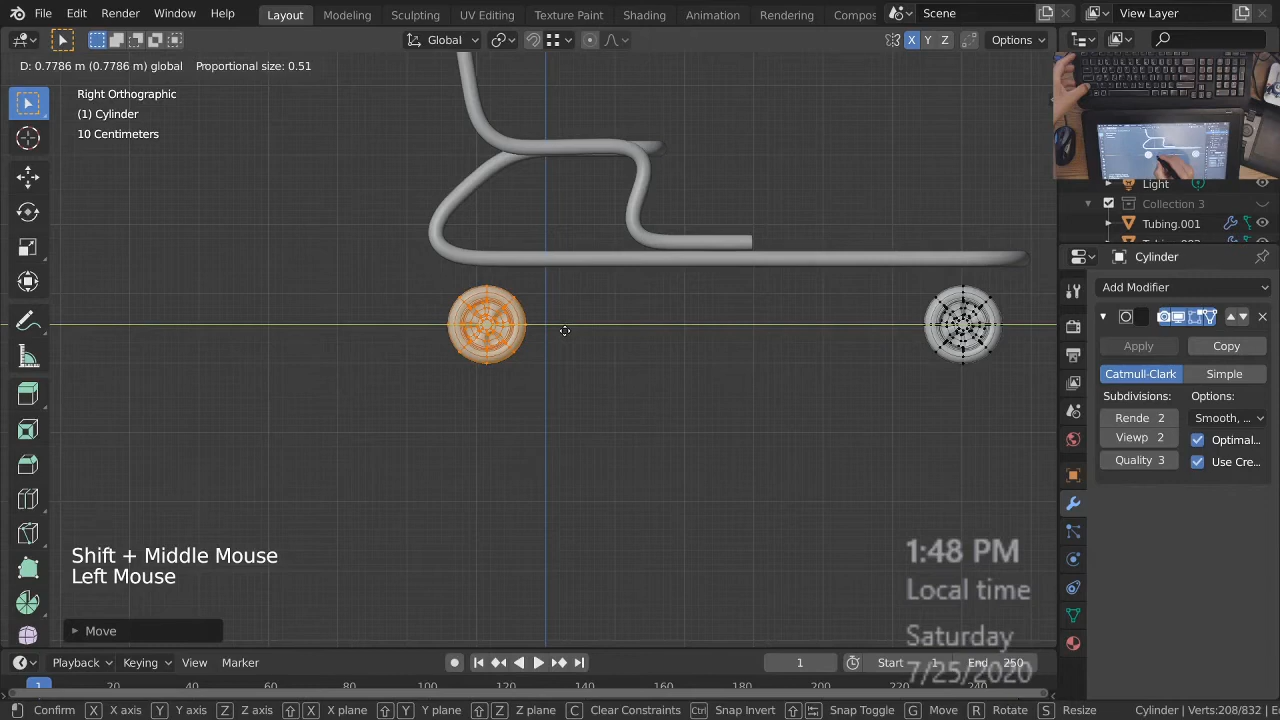 File Edit Render Window Help Layout Modeling Sculpting UV Editing Texture Paint Shading Animation Rendering Compos Scene View Layer
Global X Y Z Options
D: 0.7786 m (0.7786 m) global Proportional size: 0.51
Right Orthographic
(1) Cylinder
10 Centimeters
Light
Collection 3
Tubing.001
Cylinder
Add Modifier
Apply Copy
Catmull-Clark Simple
Subdivisions: Options:
Rende 2 Smooth, ...
Viewp 2 Optimal...
Quality 3 Use Cre...
Shift + Middle Mouse
Left Mouse
1:48 PM
Local time
Saturday
7/25/2020
Move
Playback Keying View Marker 1 Start 1 End 250
1 20 60 80 100 120 140 160 180 200 220 240
Confirm X X axis Y Y axis Z Z axis X X plane Y Y plane Z Z plane C Clear Constraints Ctrl Snap Invert Snap Toggle G Move R Rotate S Resize Cylinder | Verts:208/832 | E